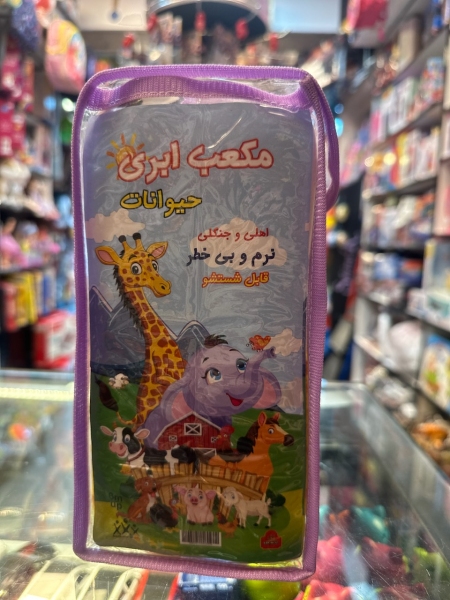 مکعب ابری
حیوانات
اهلی و جنگلی
نرم و بی خطر
قابل شستشو